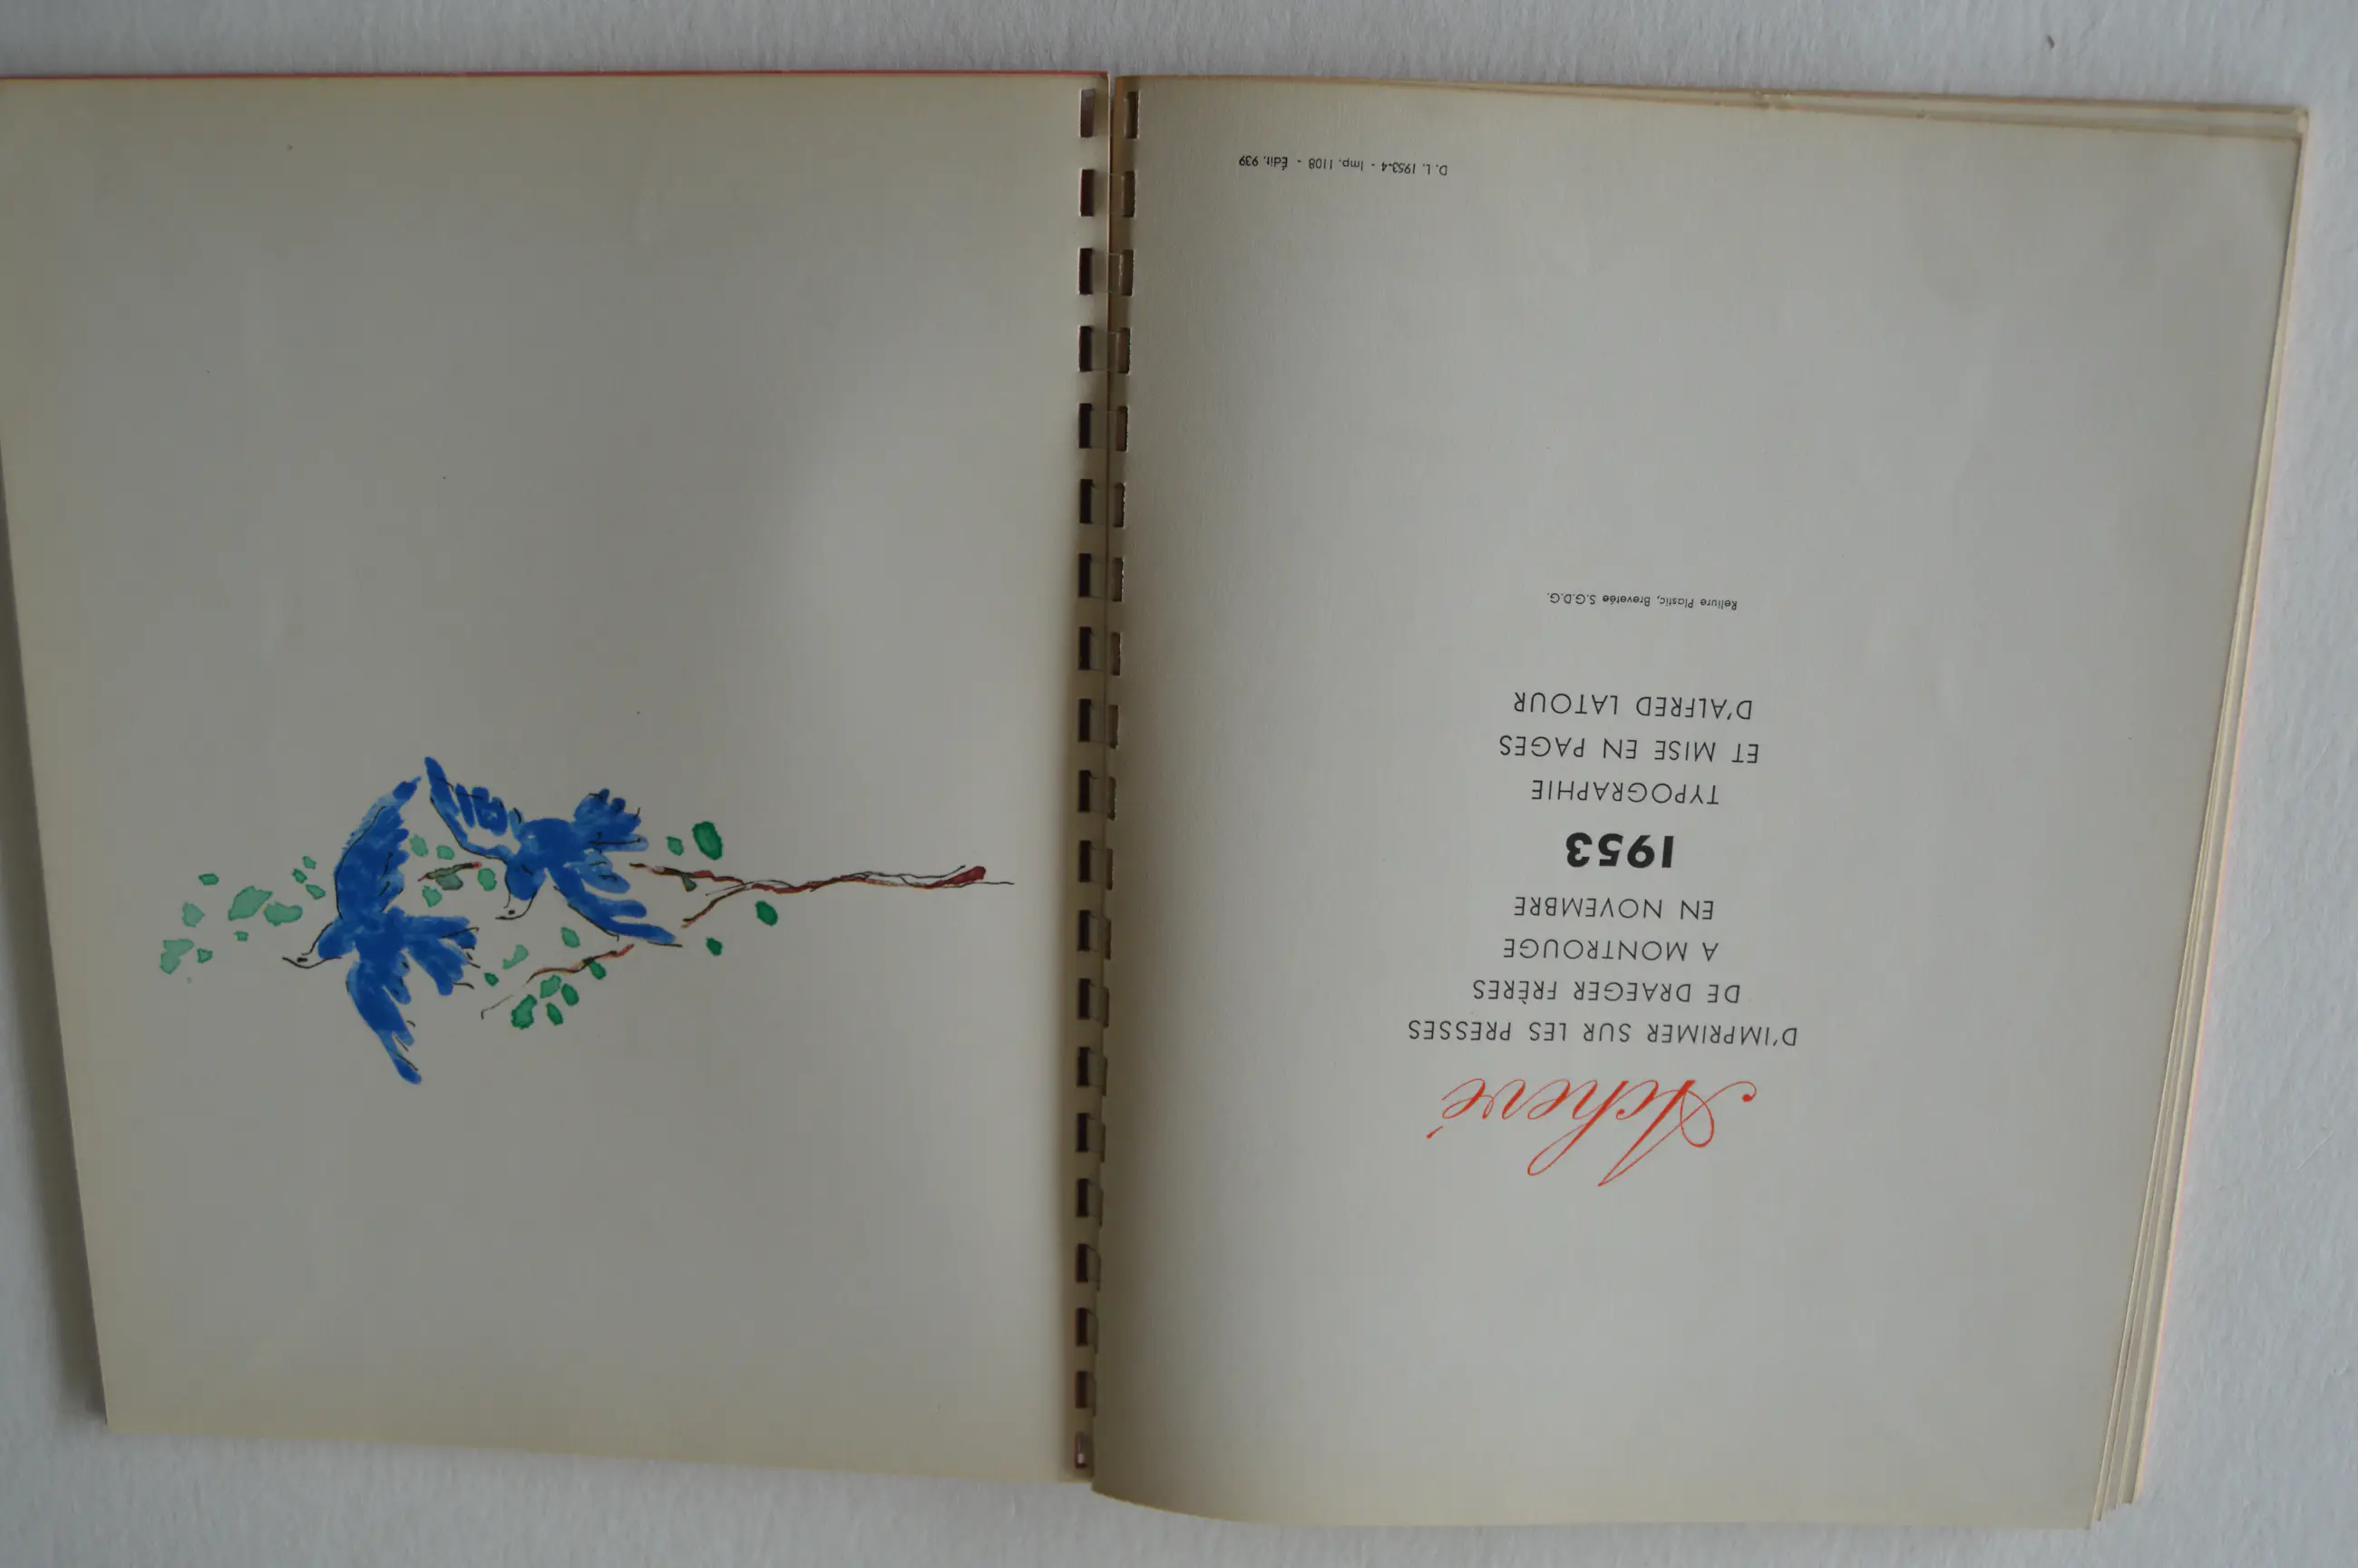 Achevé
D'IMPRIMER SUR LES PRESSES
DE DRAEGER FRÈRES
A MONTROUGE
EN NOVEMBRE
1953
TYPOGRAPHIE
ET MISE EN PAGES
D'ALFRED LATOUR
Reliure Plastic, Brevetée S.G.D.G.
D. L. 1953-4 - Imp. 1108 - Édit. 939